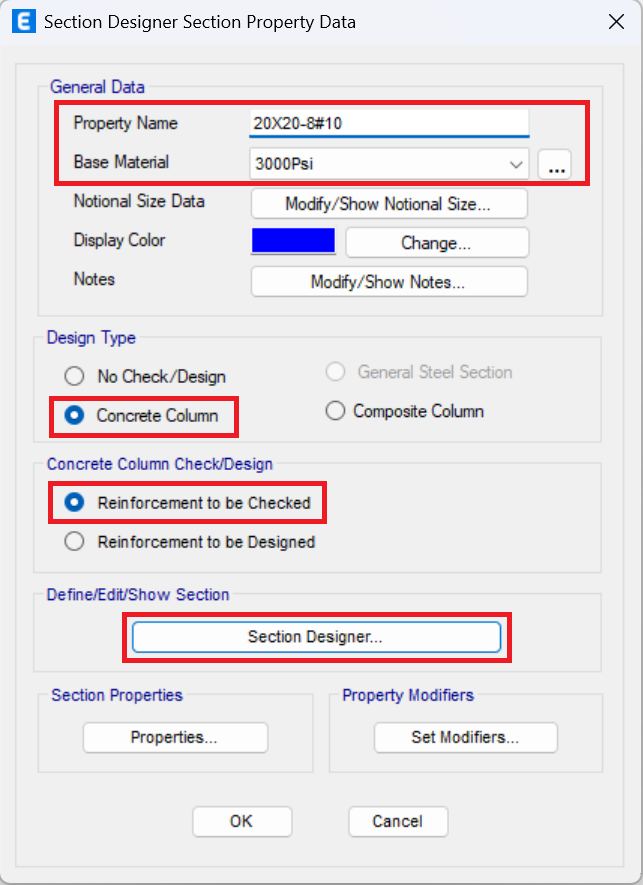 E Section Designer Section Property Data
General Data
Property Name 20X20-8#10
Base Material 3000Psi ...
Notional Size Data Modify/Show Notional Size...
Display Color Change...
Notes Modify/Show Notes...
Design Type
No Check/Design General Steel Section
Concrete Column Composite Column
Concrete Column Check/Design
Reinforcement to be Checked
Reinforcement to be Designed
Define/Edit/Show Section
Section Designer...
Section Properties Property Modifiers
Properties... Set Modifiers...
OK Cancel